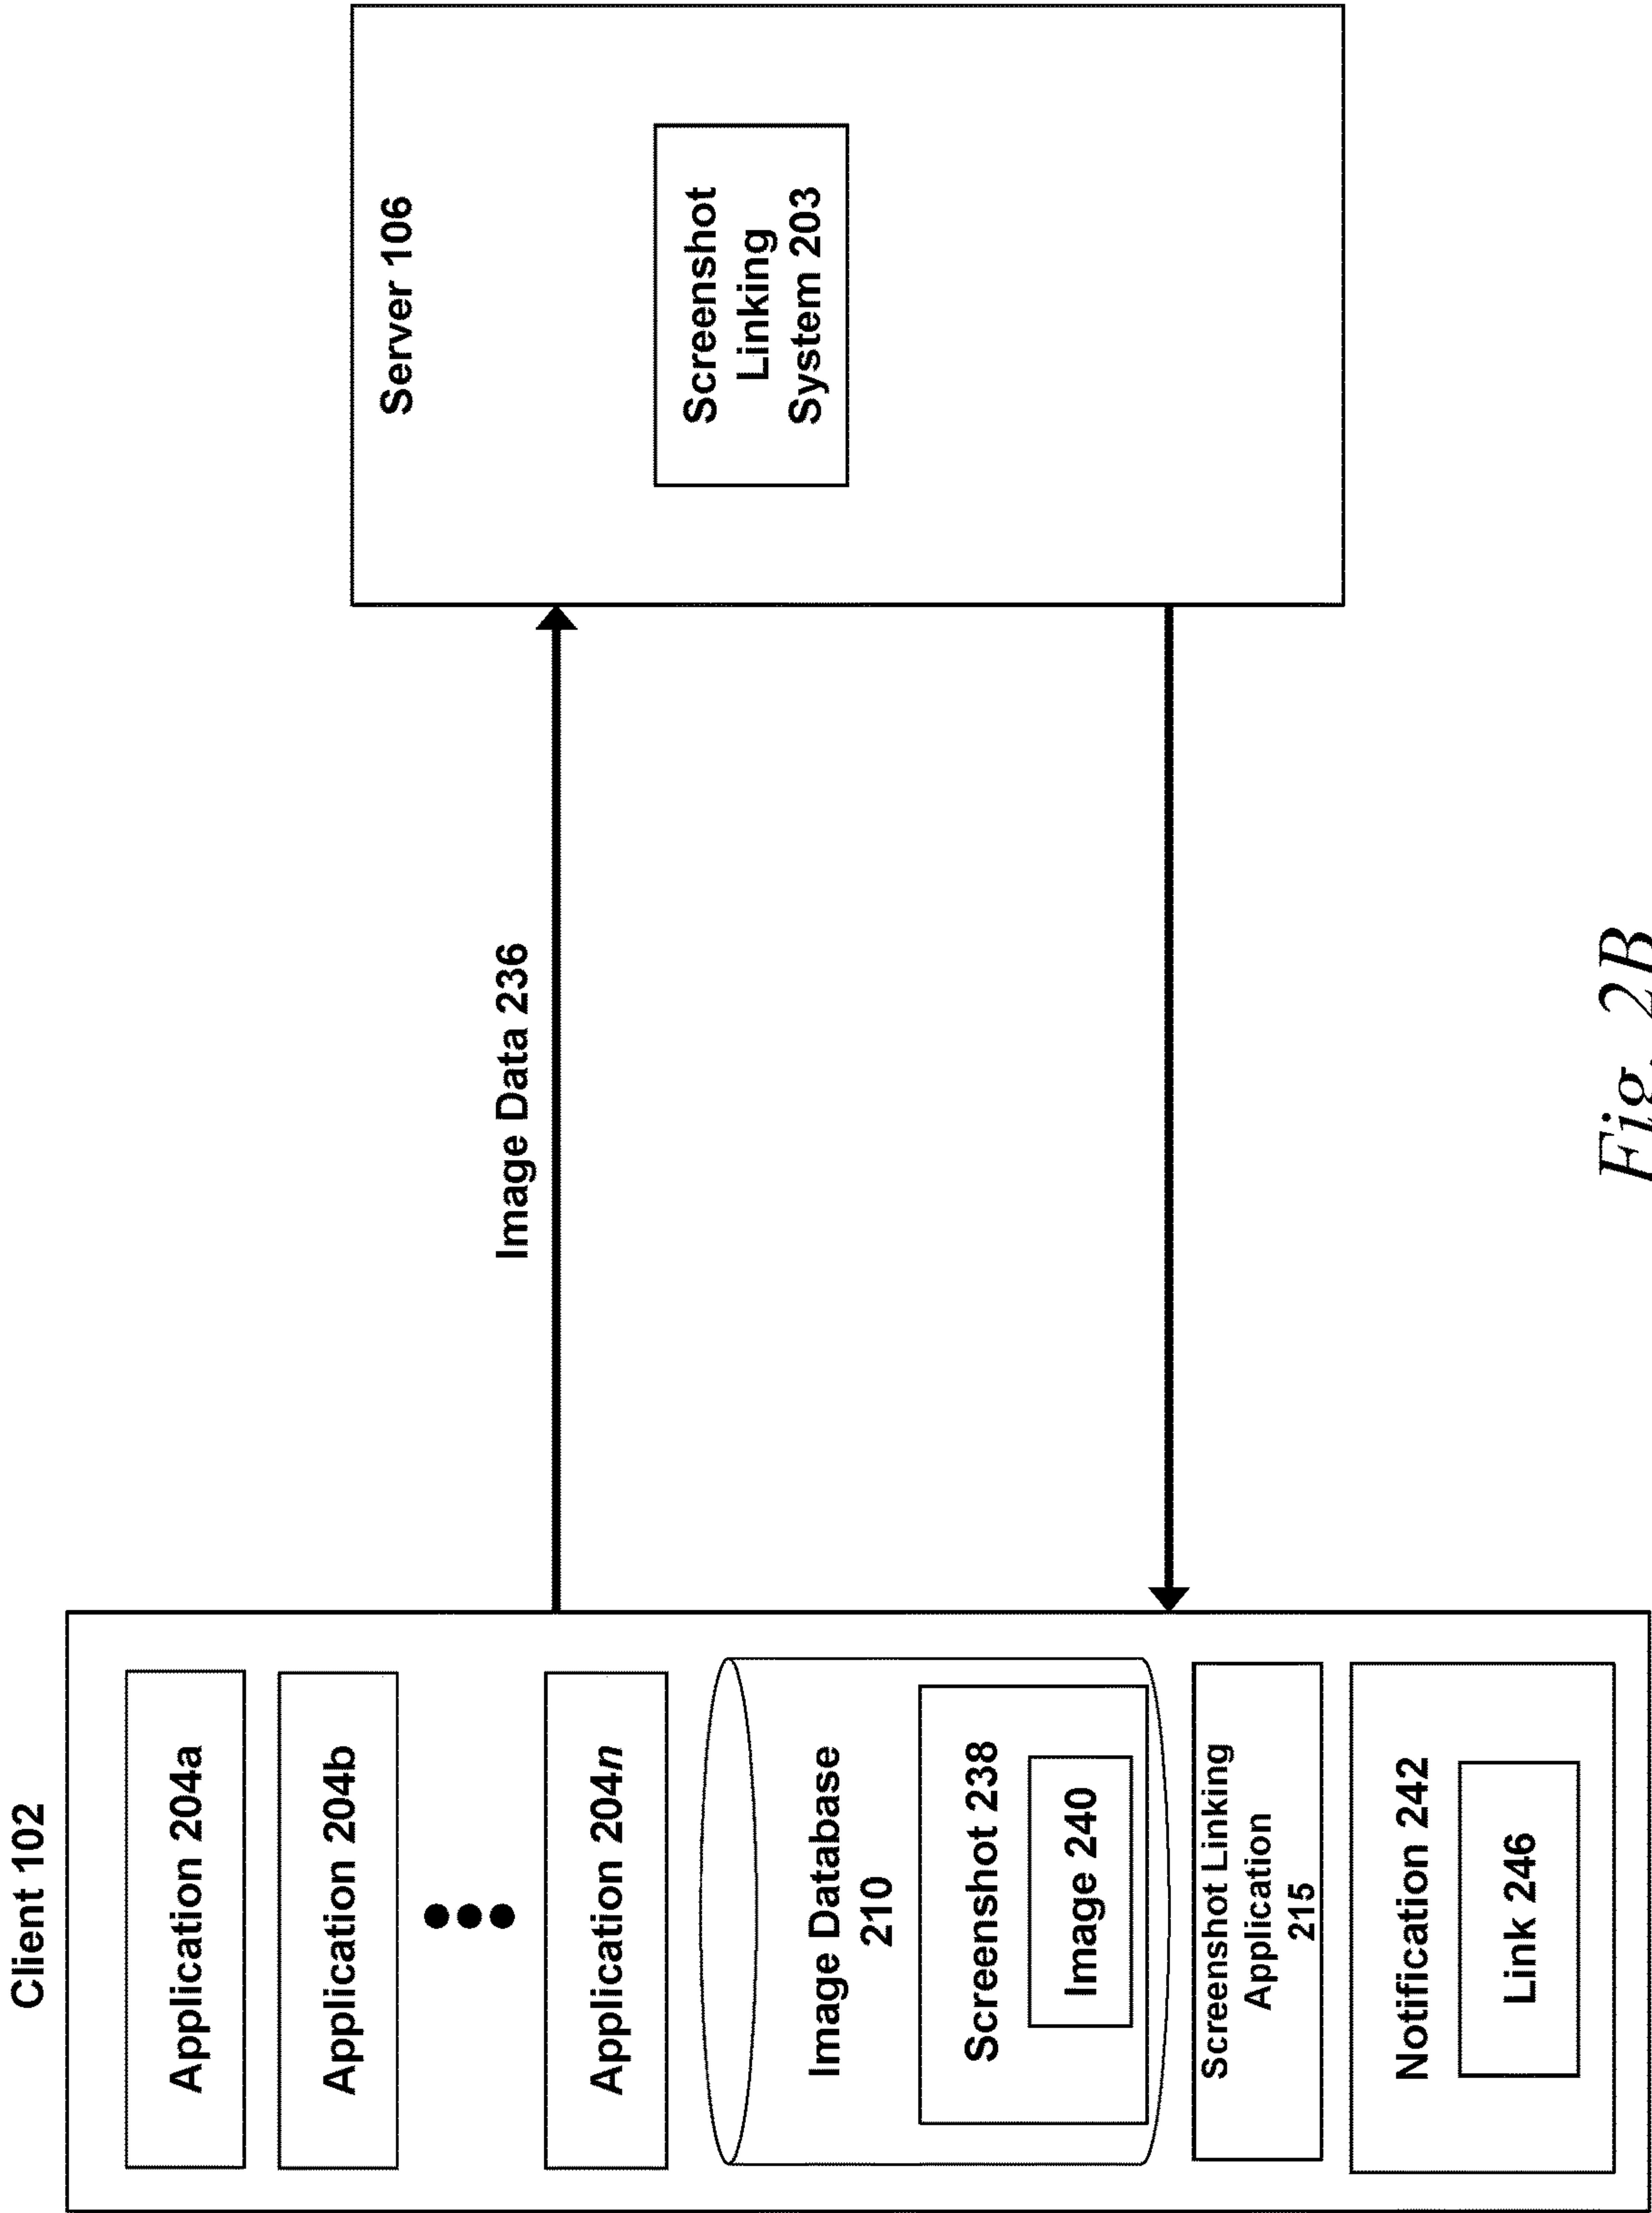 Client 102
Application 204a
Application 204b
Application 204n
Image Database
210
Screenshot 238
Image 240
Screenshot Linking
Application
215
Notification 242
Link 246
Image Data 236
Server 106
Screenshot
Linking
System 203
Fig. 2B